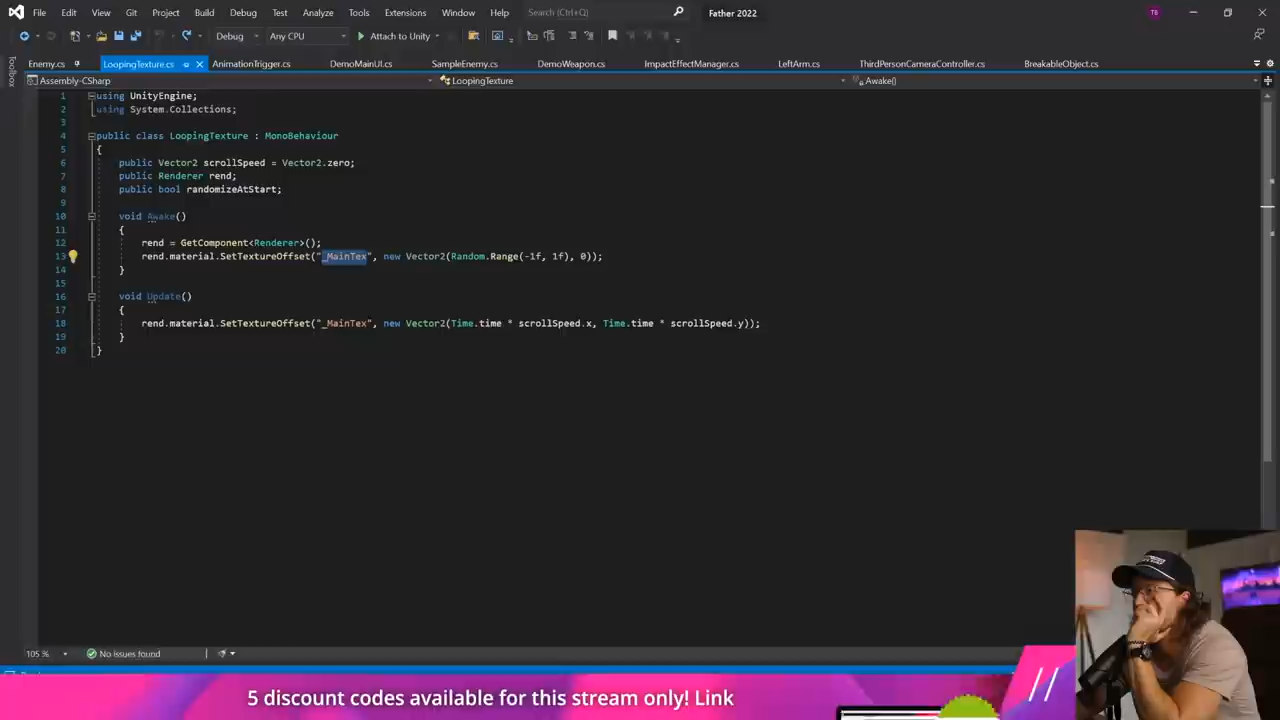 File Edit View Git Project Build Debug Test Analyze Tools Extensions Window Help Search (Ctrl+Q) Father 2022 TB
Debug Any CPU Attach to Unity
Toolbox
Enemy.cs LoopingTexture.cs AnimationTrigger.cs DemoMainUI.cs SampleEnemy.cs DemoWeapon.cs ImpactEffectManager.cs LeftArm.cs ThirdPersonCameraController.cs BreakableObject.cs
Assembly-CSharp LoopingTexture Awake()
1 using UnityEngine;
2 using System.Collections;
3
4 public class LoopingTexture : MonoBehaviour
5 {
6 public Vector2 scrollSpeed = Vector2.zero;
7 public Renderer rend;
8 public bool randomizeAtStart;
9
10 void Awake()
11 {
12 rend = GetComponent<Renderer>();
13 rend.material.SetTextureOffset("_MainTex", new Vector2(Random.Range(-1f, 1f), 0));
14 }
15
16 void Update()
17 {
18 rend.material.SetTextureOffset("_MainTex", new Vector2(Time.time * scrollSpeed.x, Time.time * scrollSpeed.y));
19 }
20 }
105 % No issues found
5 discount codes available for this stream only! Link
//